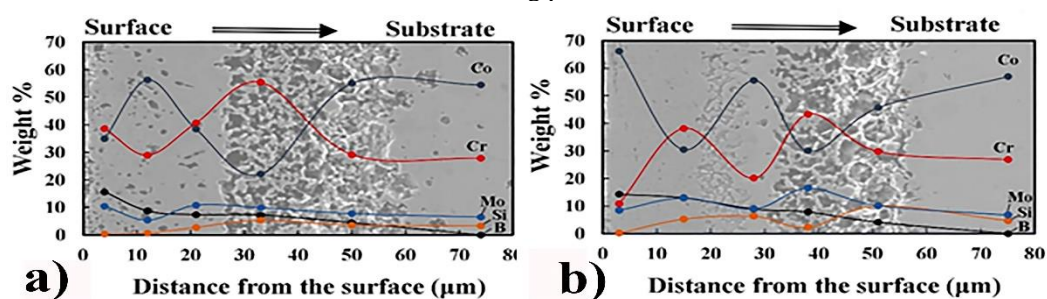 Surface Substrate
70
60
50
40
30
20
10
0
Weight %
Co
Cr
Mo
Si
B
0 10 20 30 40 50 60 70 80
Distance from the surface (µm)
a)
Surface Substrate
70
60
50
40
30
20
10
0
Weight %
Co
Cr
Mo
Si
B
0 10 20 30 40 50 60 70 80
Distance from the surface (µm)
b)